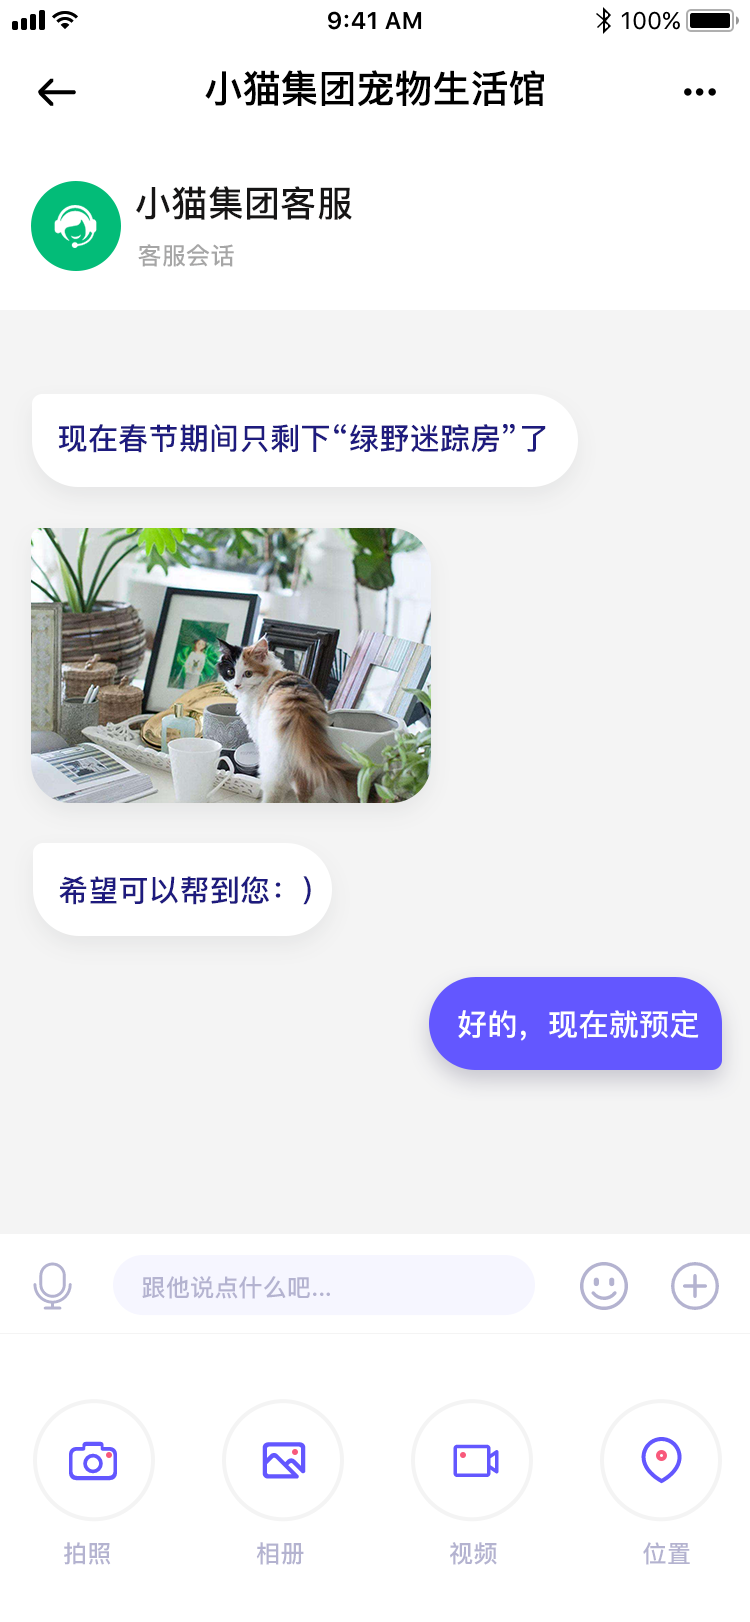 9:41 AM
100%
小猫集团宠物生活馆
小猫集团客服
客服会话
现在春节期间只剩下“绿野迷踪房”了
希望可以帮到您：)
好的，现在就预定
跟他说点什么吧...
拍照
相册
视频
位置